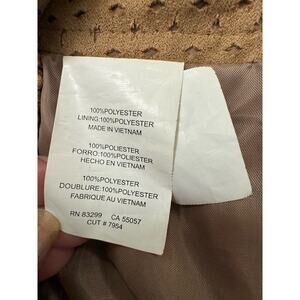 100%POLYESTER
LINING:100%POLYESTER
MADE IN VIETNAM
100%POLIESTER
FORRO:100%POLIESTER
HECHO EN VIETNAM
100%POLYESTER
DOUBLURE:100%POLYESTER
FABRIQUE AU VIETNAM
RN 83299 CA 55057
CUT # 7954